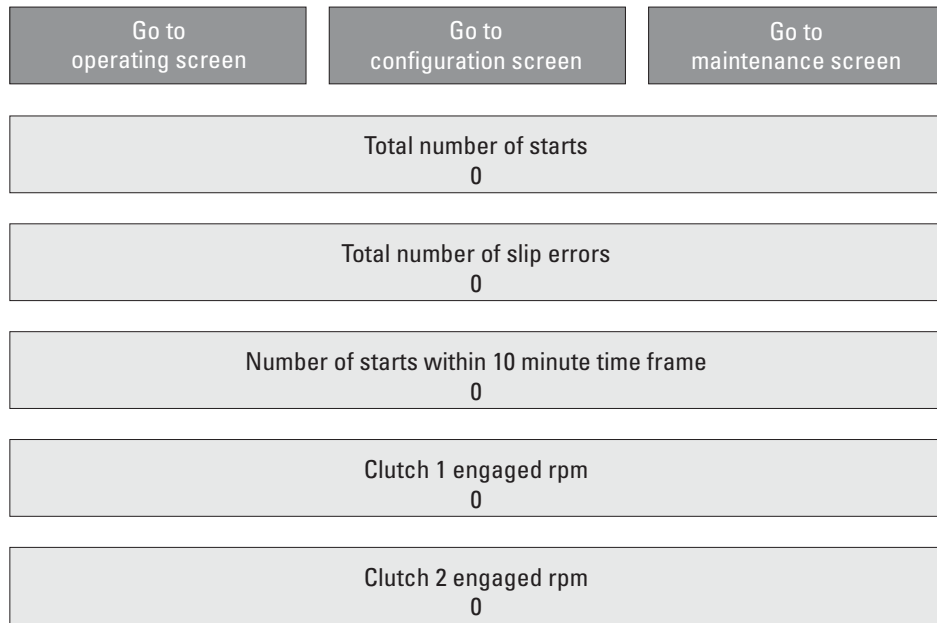 Go to
operating screen
Go to
configuration screen
Go to
maintenance screen
Total number of starts
0
Total number of slip errors
0
Number of starts within 10 minute time frame
0
Clutch 1 engaged rpm
0
Clutch 2 engaged rpm
0